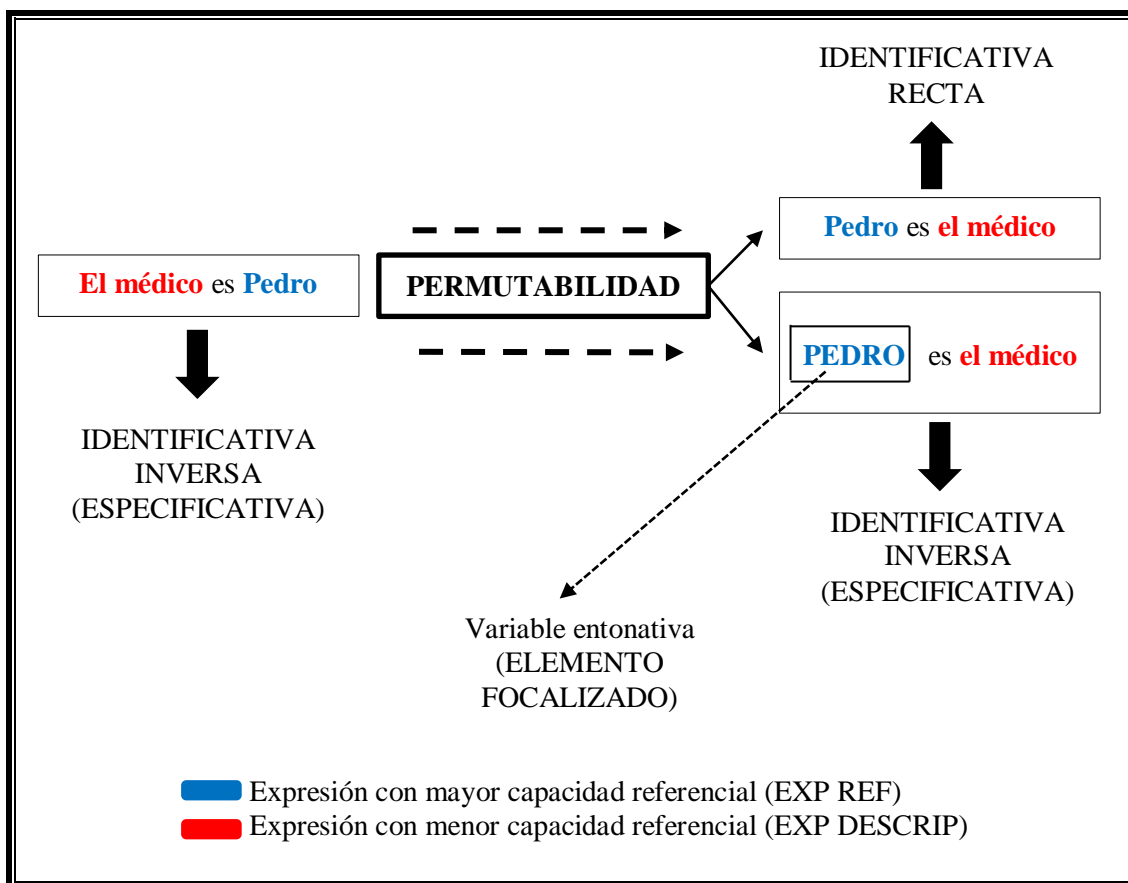 IDENTIFICATIVA
RECTA
Pedro es el médico
El médico es Pedro
PERMUTABILIDAD
PEDRO es el médico
IDENTIFICATIVA
INVERSA
(ESPECIFICATIVA)
IDENTIFICATIVA
INVERSA
(ESPECIFICATIVA)
Variable entonativa
(ELEMENTO
FOCALIZADO)
Expresión con mayor capacidad referencial (EXP REF)
Expresión con menor capacidad referencial (EXP DESCRIP)